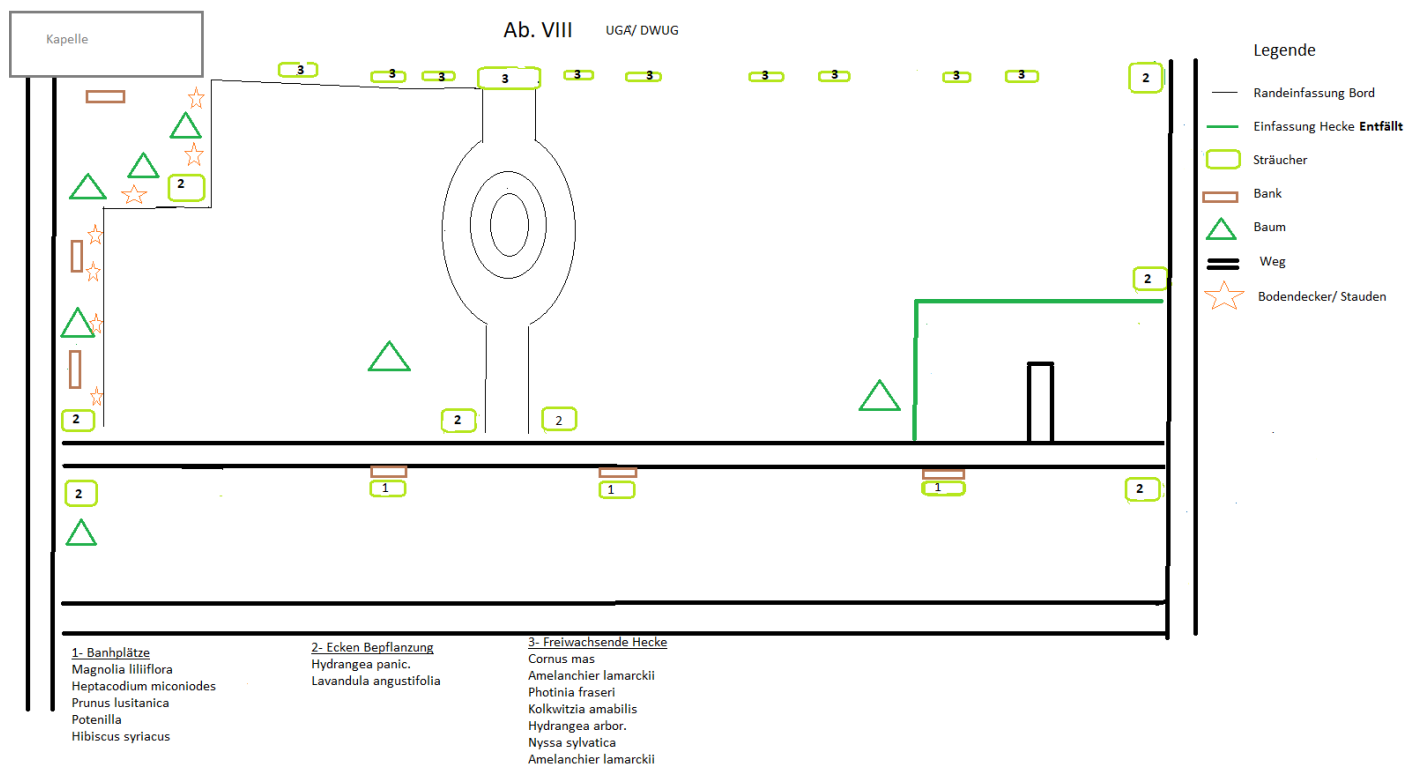 Kapelle
Ab. VIII
UGA/ DWUG
3
3
3
3
3
3
3
3
3
3
2
2
2
2
2
2
2
1
1
1
2
Legende
Randeinfassung Bord
Einfassung Hecke Entfällt
Sträucher
Bank
Baum
Weg
Bodendecker/ Stauden
1- Banhplätze
Magnolia liliiflora
Heptacodium miconiodes
Prunus lusitanica
Potenilla
Hibiscus syriacus
2- Ecken Bepflanzung
Hydrangea panic.
Lavandula angustifolia
3- Freiwachsende Hecke
Cornus mas
Amelanchier lamarckii
Photinia fraseri
Kolkwitzia amabilis
Hydrangea arbor.
Nyssa sylvatica
Amelanchier lamarckii